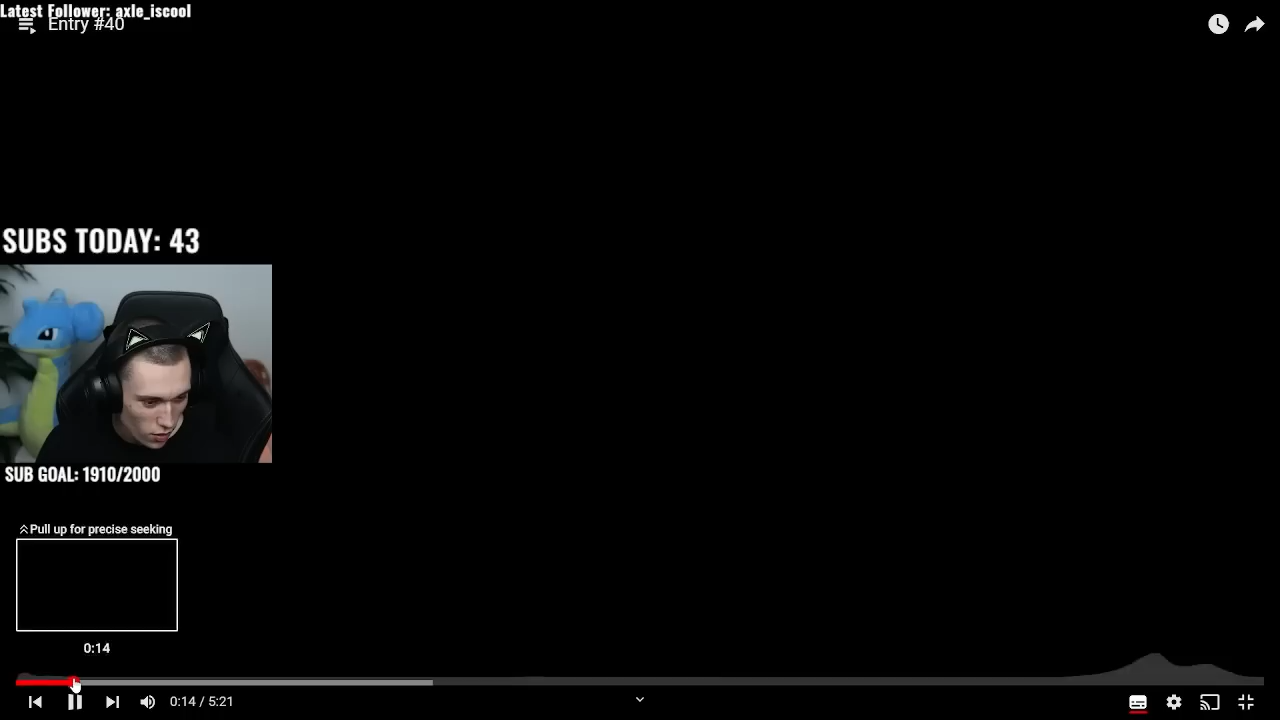 Latest Follower: axle_iscool
Entry #40
SUBS TODAY: 43
SUB GOAL: 1910/2000
Pull up for precise seeking
0:14
0:14 / 5:21